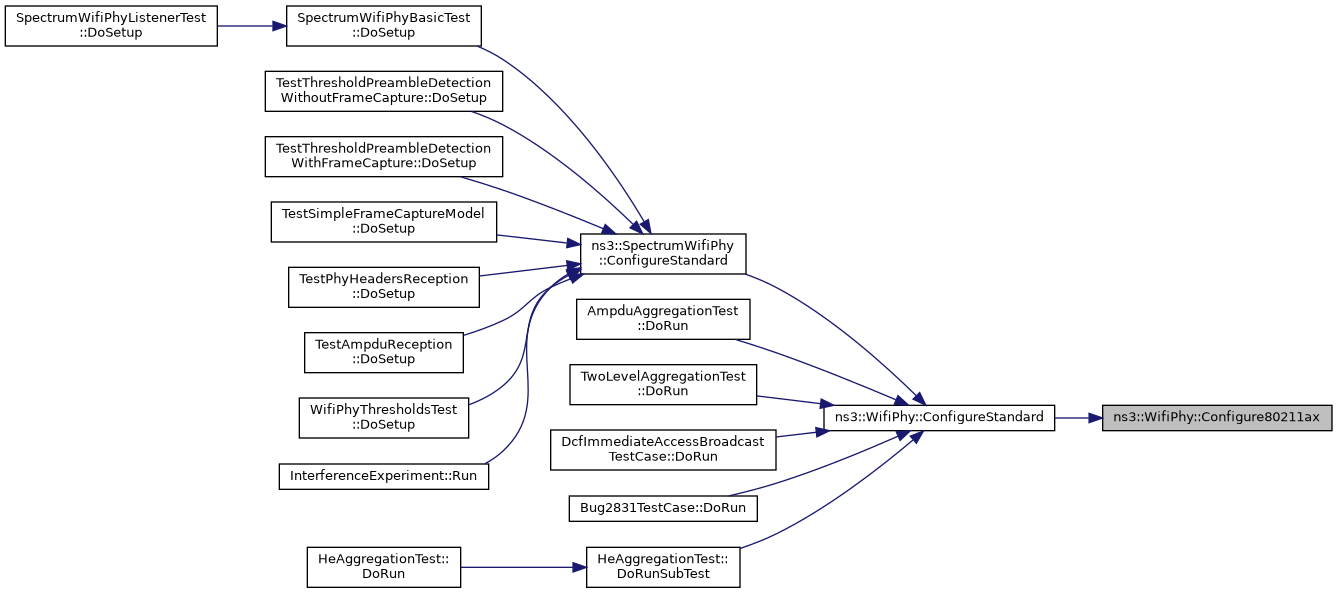 SpectrumWifiPhyListenerTest
::DoSetup
SpectrumWifiPhyBasicTest
::DoSetup
TestThresholdPreambleDetection
WithoutFrameCapture::DoSetup
TestThresholdPreambleDetection
WithFrameCapture::DoSetup
TestSimpleFrameCaptureModel
::DoSetup
ns3::SpectrumWifiPhy
::ConfigureStandard
TestPhyHeadersReception
::DoSetup
AmpduAggregationTest
::DoRun
TestAmpduReception
::DoSetup
TwoLevelAggregationTest
::DoRun
WifiPhyThresholdsTest
::DoSetup
ns3::WifiPhy::ConfigureStandard
ns3::WifiPhy::Configure80211ax
DcfImmediateAccessBroadcast
TestCase::DoRun
InterferenceExperiment::Run
Bug2831TestCase::DoRun
HeAggregationTest::
DoRun
HeAggregationTest::
DoRunSubTest